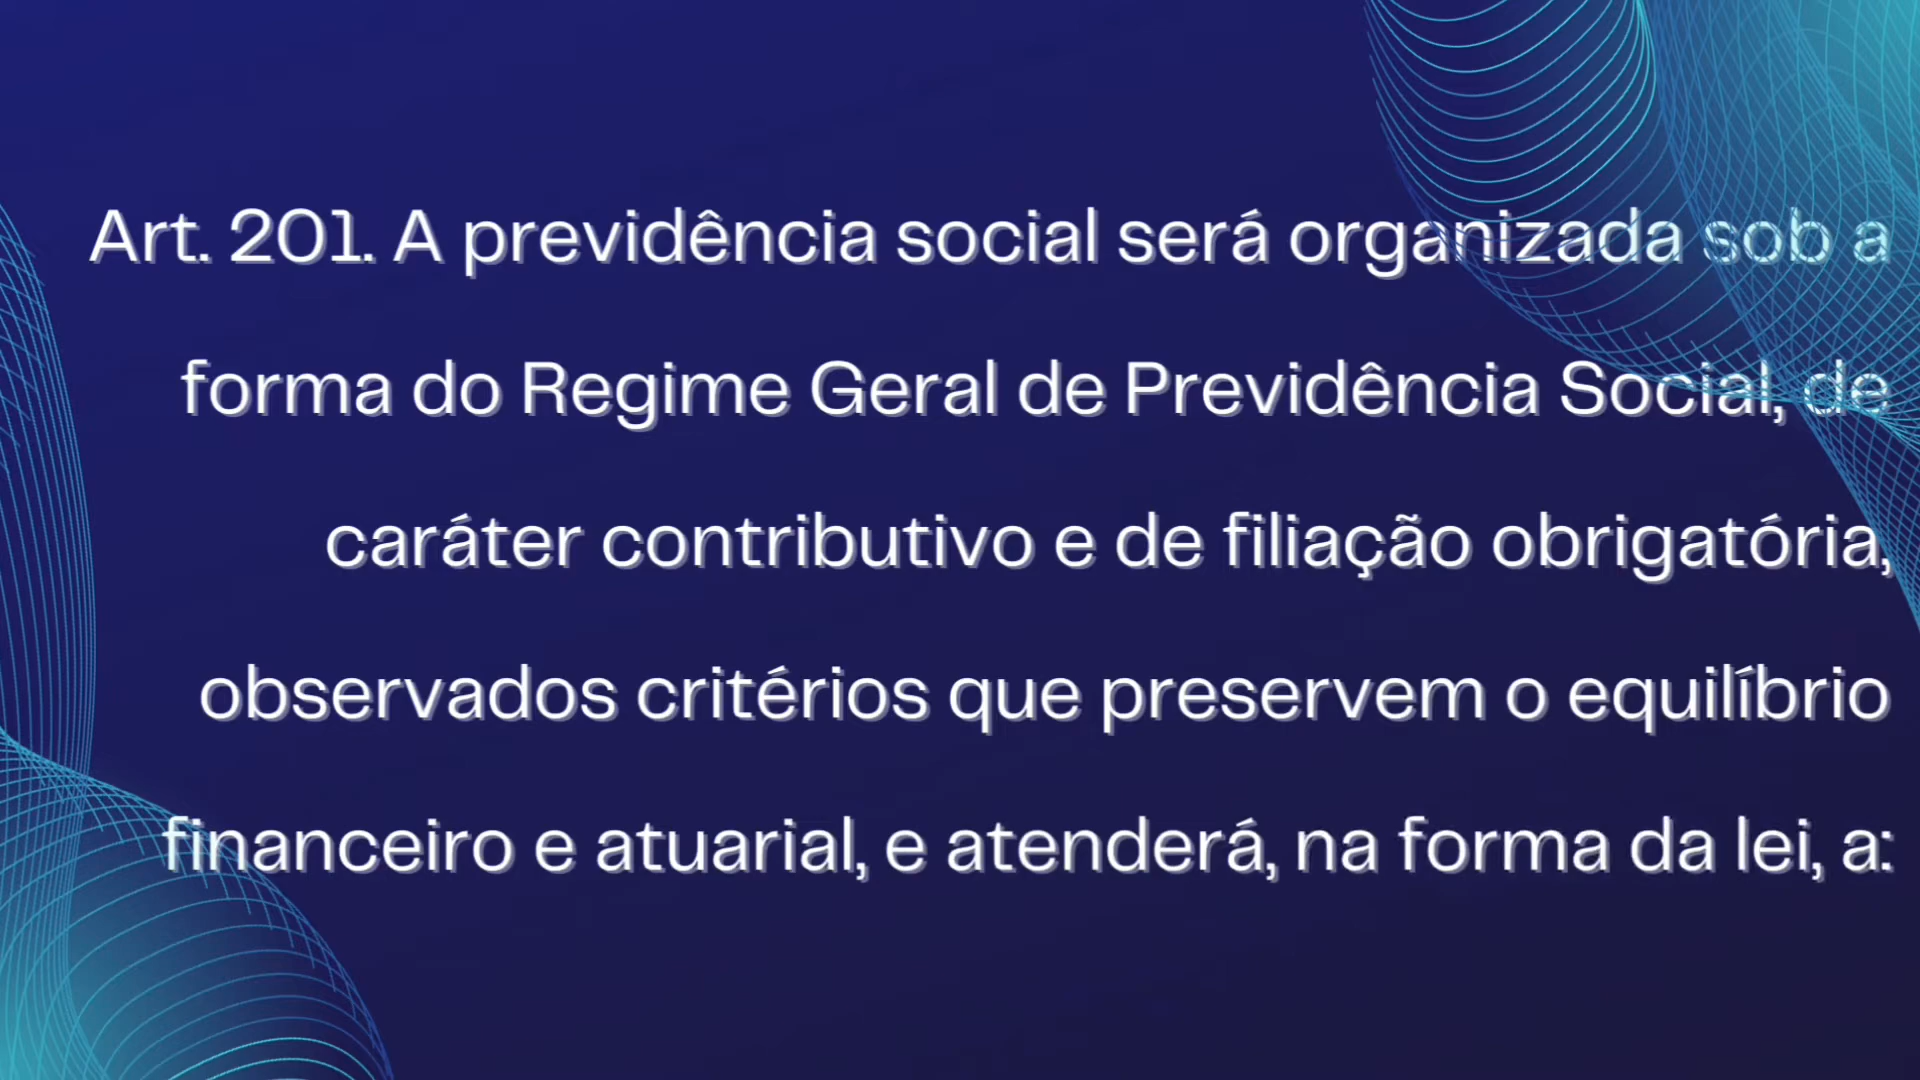 Art. 201. A previdência social será organizada sob a
forma do Regime Geral de Previdência Social, de
caráter contributivo e de filiação obrigatória,
observados critérios que preservem o equilíbrio
financeiro e atuarial, e atenderá, na forma da lei, a: